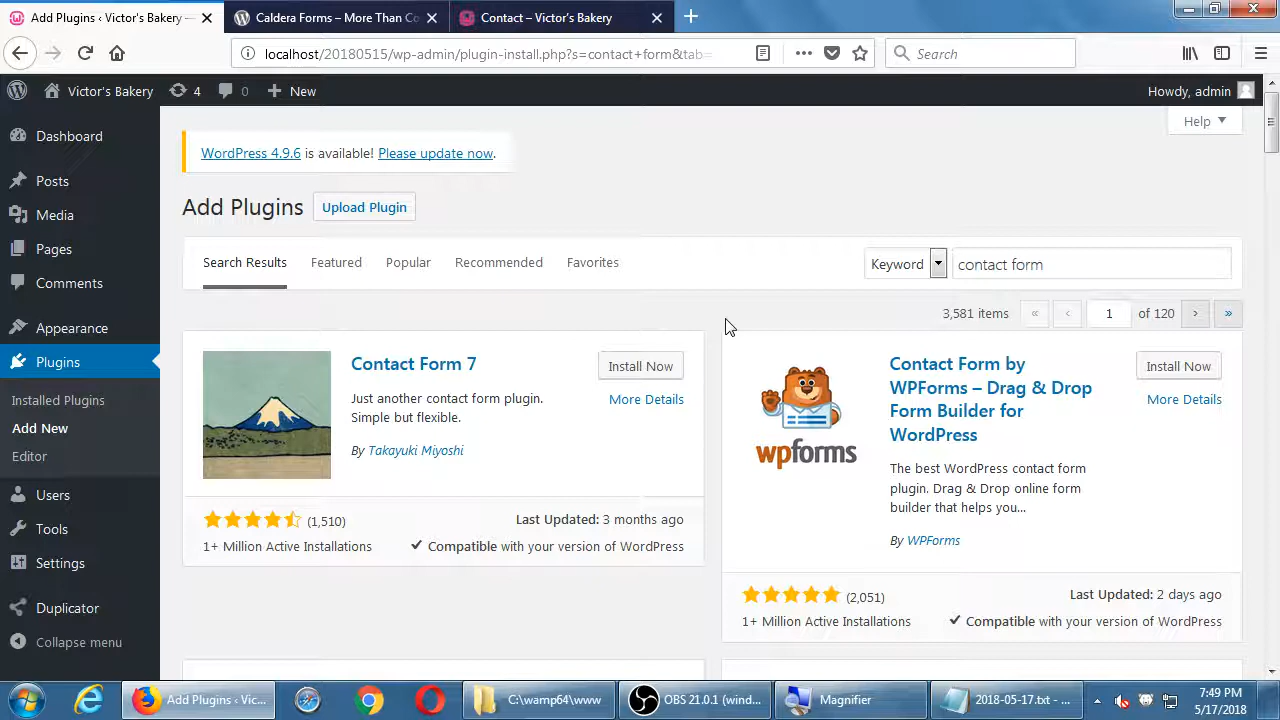 Add Plugins ‹ Victor's Bakery —
Caldera Forms – More Than Co
Contact – Victor's Bakery
localhost/20180515/wp-admin/plugin-install.php?s=contact+form&tab=
Search
Victor's Bakery
4
0
New
Howdy, admin
Help
WordPress 4.9.6 is available! Please update now.
Add Plugins
Upload Plugin
Search Results
Featured
Popular
Recommended
Favorites
Keyword
contact form
3,581 items
«
‹
1
of 120
›
»
Dashboard
Posts
Media
Pages
Comments
Appearance
Plugins
Installed Plugins
Add New
Editor
Users
Tools
Settings
Duplicator
Collapse menu
Contact Form 7
Install Now
More Details
Just another contact form plugin.
Simple but flexible.
By Takayuki Miyoshi
(1,510)
Last Updated: 3 months ago
1+ Million Active Installations
Compatible with your version of WordPress
wpforms
Contact Form by
WPForms – Drag & Drop
Form Builder for
WordPress
Install Now
More Details
The best WordPress contact form
plugin. Drag & Drop online form
builder that helps you...
By WPForms
(2,051)
Last Updated: 2 days ago
1+ Million Active Installations
Compatible with your version of WordPress
Add Plugins ‹ Vic...
C:\wamp64\www
OBS 21.0.1 (wind...
Magnifier
2018-05-17.txt - ...
7:49 PM
5/17/2018